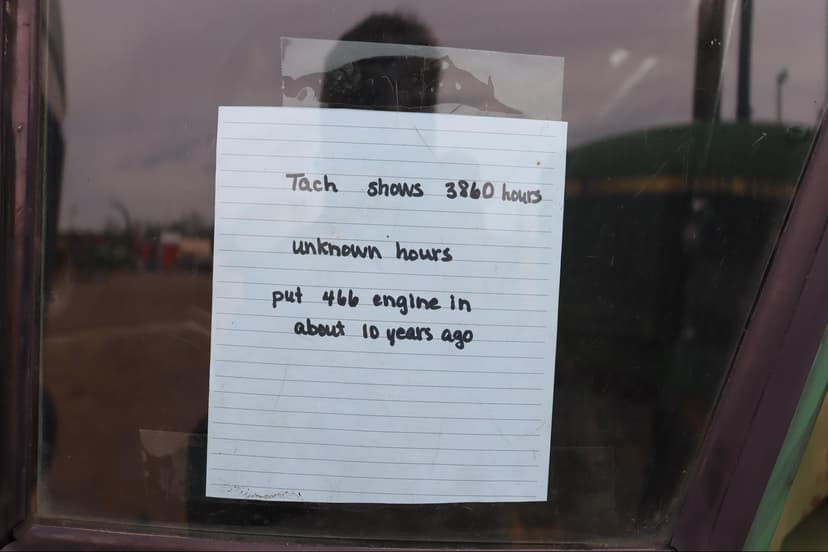 Tach shows 3860 hours
unknown hours
put 466 engine in
about 10 years ago